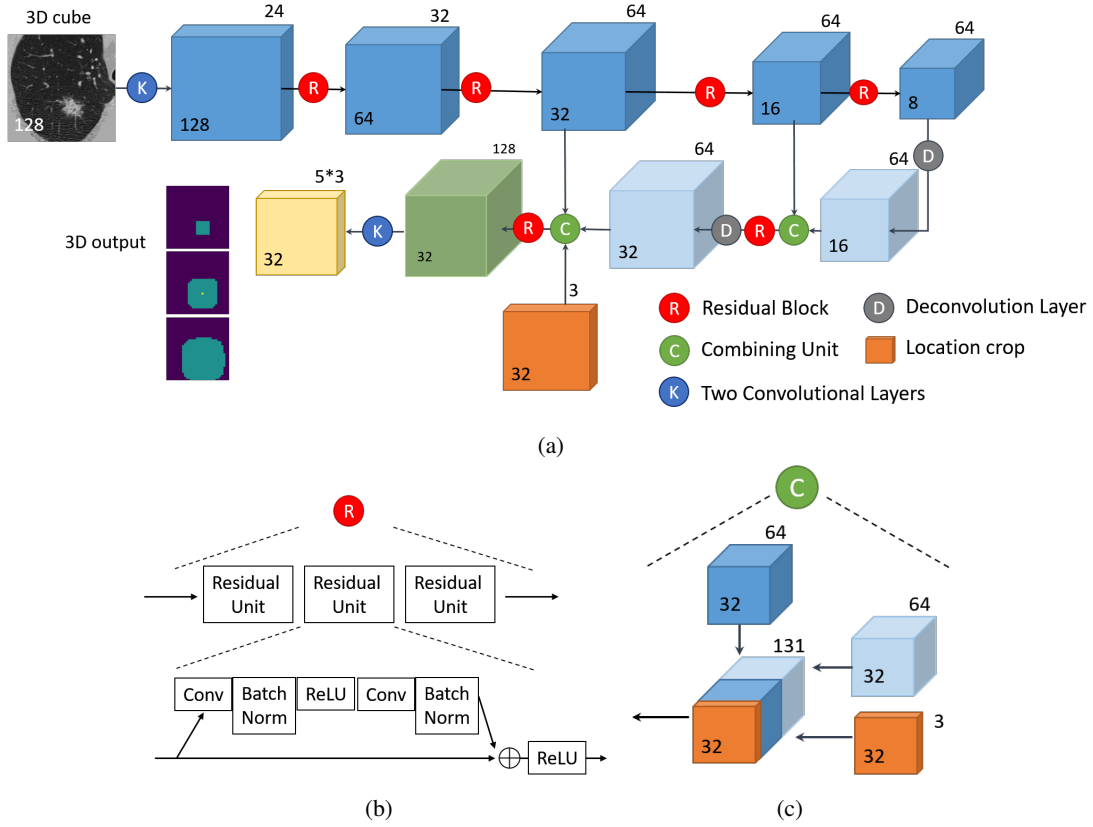 3D cube
24
32
64
64
64
128
K
R
R
R
R
128
64
32
16
8
D
64
64
128
5*3
K
R
C
D
R
C
32
32
32
16
3D output
3
32
R Residual Block
D Deconvolution Layer
C Combining Unit
Location crop
K Two Convolutional Layers
(a)
R
Residual Unit
Residual Unit
Residual Unit
Conv
Batch Norm
ReLU
Conv
Batch Norm
ReLU
(b)
C
64
32
131
64
32
32
3
32
(c)